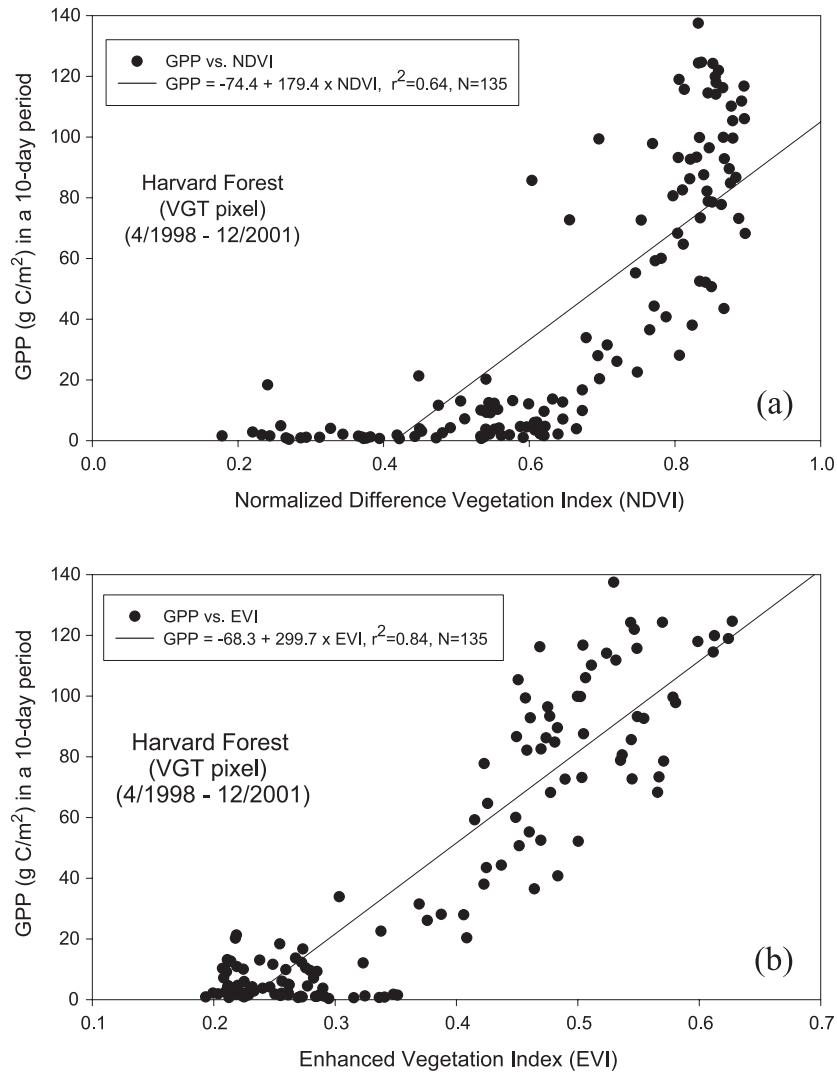 140
120
100
80
60
40
20
0
GPP (g C/m²) in a 10-day period
GPP vs. NDVI
GPP = -74.4 + 179.4 x NDVI, r²=0.64, N=135
Harvard Forest
(VGT pixel)
(4/1998 - 12/2001)
(a)
0.0 0.2 0.4 0.6 0.8 1.0
Normalized Difference Vegetation Index (NDVI)
140
120
100
80
60
40
20
0
GPP (g C/m²) in a 10-day period
GPP vs. EVI
GPP = -68.3 + 299.7 x EVI, r²=0.84, N=135
Harvard Forest
(VGT pixel)
(4/1998 - 12/2001)
(b)
0.1 0.2 0.3 0.4 0.5 0.6 0.7
Enhanced Vegetation Index (EVI)